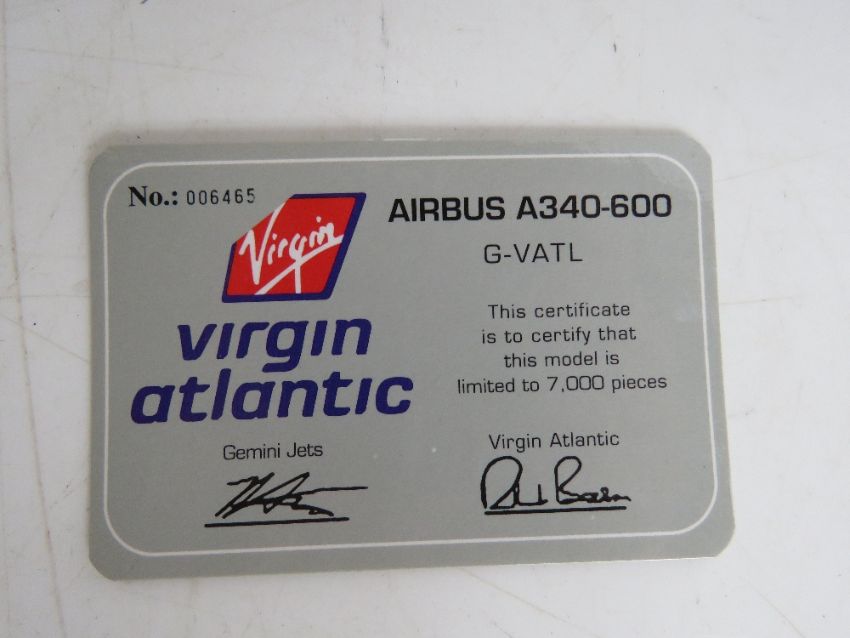 No.: 006465
Virgin
virgin
atlantic
AIRBUS A340-600
G-VATL
This certificate
is to certify that
this model is
limited to 7,000 pieces
Gemini Jets
Virgin Atlantic